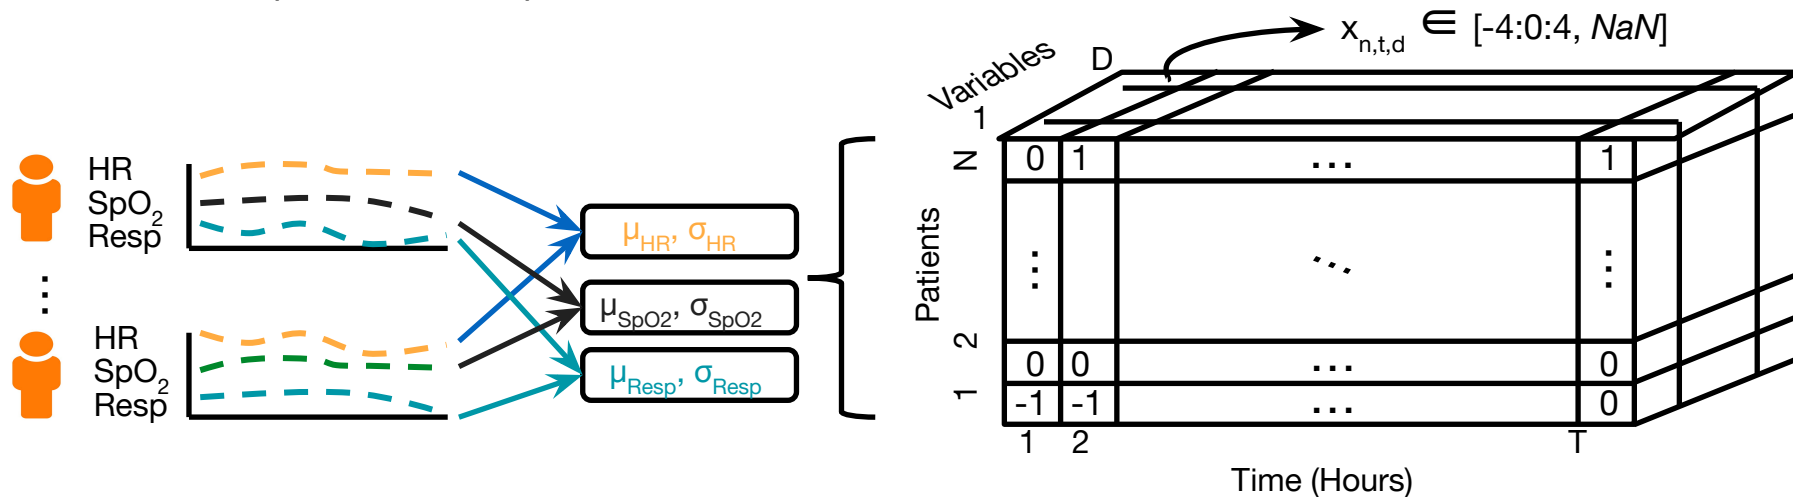 HR
SpO2
Resp
⋮
HR
SpO2
Resp
μHR, σHR
μSpO2, σSpO2
μResp, σResp
xn,t,d ∈ [-4:0:4, NaN]
Variables
D
1
Patients
N
2
1
0 1 ... 1
⋮ ... ⋮
0 0 ... 0
-1 -1 ... 0
1 2 T
Time (Hours)